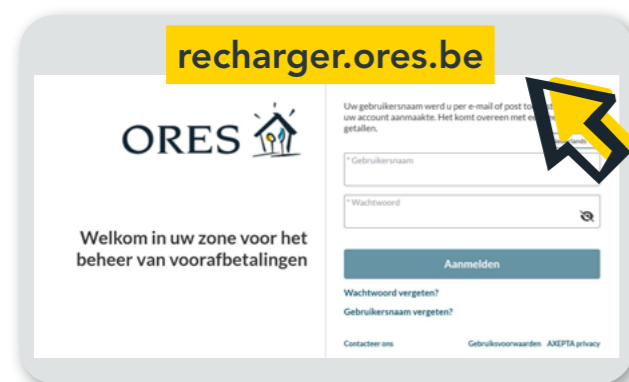 recharger.ores.be
ORES
Welkom in uw zone voor het
beheer van voorafbetalingen
Uw gebruikersnaam werd u per e-mail of post
uw account aanmaakte. Het komt overeen met
getallen.
* Gebruikersnaam
* Wachtwoord
Aanmelden
Wachtwoord vergeten?
Gebruikersnaam vergeten?
Contacteer ons Gebruiksvoorwaarden AXEPTA privacy